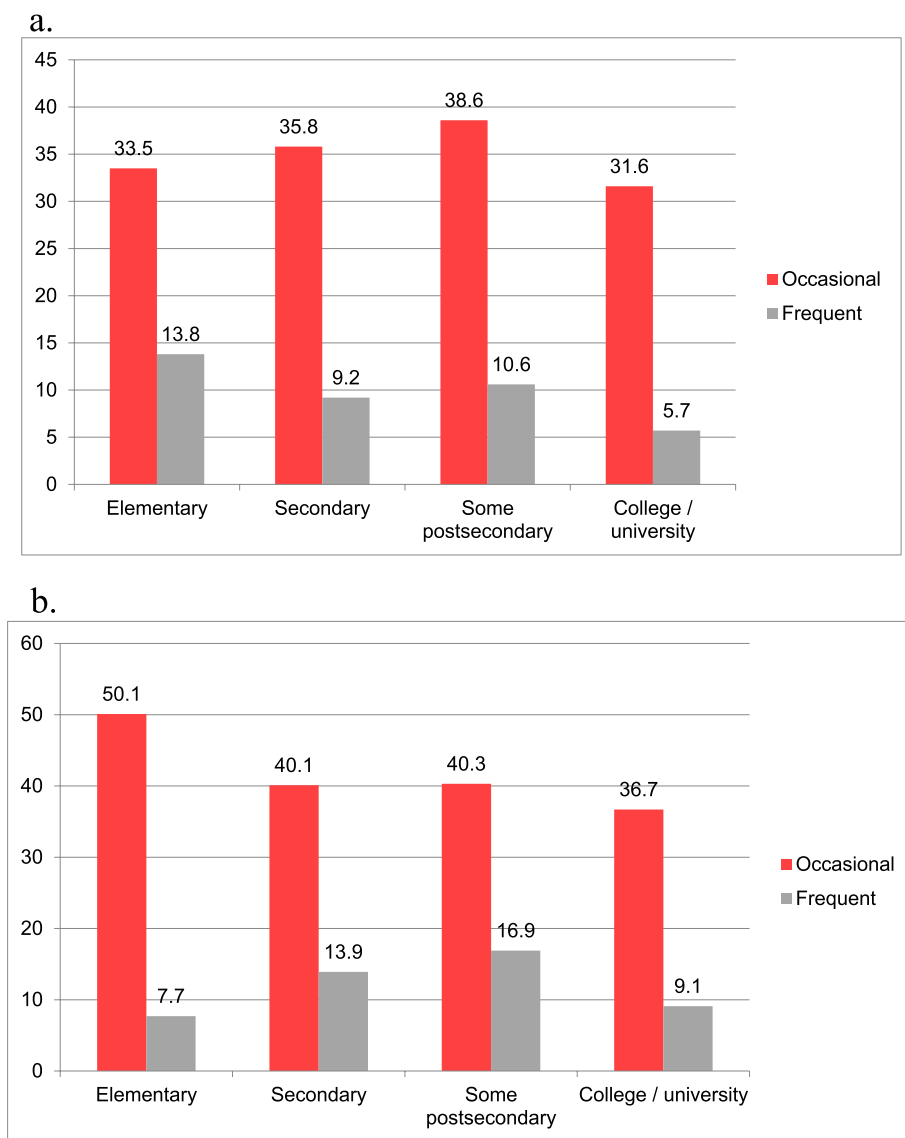 a.
45
40
35
30
25
20
15
10
5
0
33.5
13.8
35.8
9.2
38.6
10.6
31.6
5.7
Elementary
Secondary
Some
postsecondary
College /
university
Occasional
Frequent
b.
60
50
40
30
20
10
0
50.1
7.7
40.1
13.9
40.3
16.9
36.7
9.1
Elementary
Secondary
Some
postsecondary
College / university
Occasional
Frequent